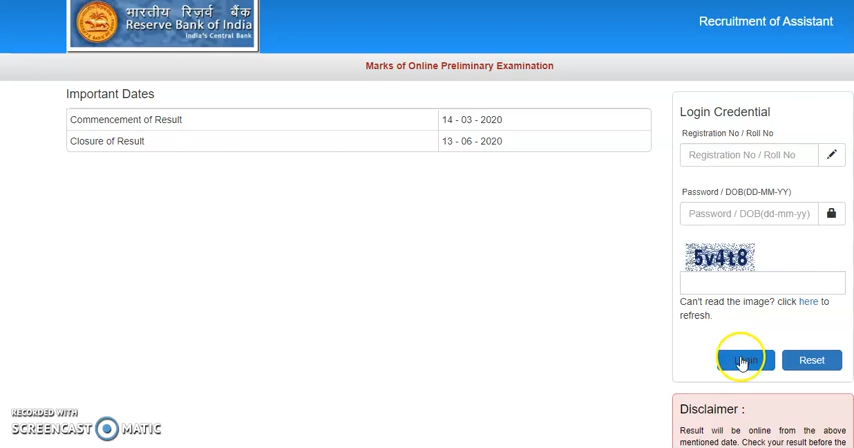 भारतीय रिज़र्व बैंक
Reserve Bank of India
India's Central Bank
Recruitment of Assistant
Marks of Online Preliminary Examination
Important Dates
Commencement of Result 14 - 03 - 2020
Closure of Result 13 - 06 - 2020
Login Credential
Registration No / Roll No
Registration No / Roll No
Password / DOB(DD-MM-YY)
Password / DOB(dd-mm-yy)
5v4t8
Can't read the image? click here to
refresh.
Login Reset
Disclaimer :
Result will be online from the above
mentioned date. Check your result before the
RECORDED WITH
SCREENCAST MATIC